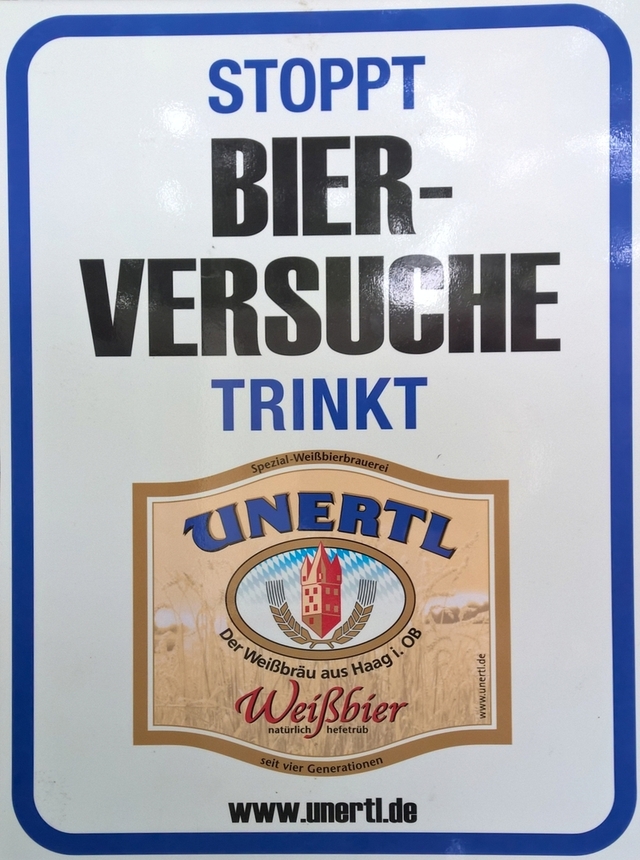 STOPPT
BIER-
VERSUCHE
TRINKT
Spezial-Weißbierbrauerei
UNERTL
Der Weißbräu aus Haag i. OB
Weißbier
natürlich hefetrüb
www.unertl.de
seit vier Generationen
www.unertl.de